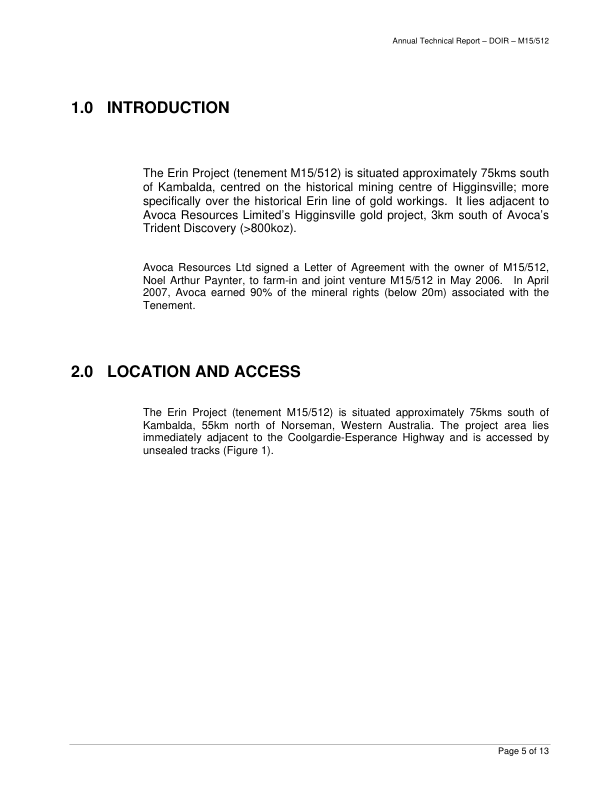 Annual Technical Report – DOIR – M15/512
1.0 INTRODUCTION
The Erin Project (tenement M15/512) is situated approximately 75kms south
of Kambalda, centred on the historical mining centre of Higginsville; more
specifically over the historical Erin line of gold workings. It lies adjacent to
Avoca Resources Limited's Higginsville gold project, 3km south of Avoca's
Trident Discovery (>800koz).
Avoca Resources Ltd signed a Letter of Agreement with the owner of M15/512,
Noel Arthur Paynter, to farm-in and joint venture M15/512 in May 2006. In April
2007, Avoca earned 90% of the mineral rights (below 20m) associated with the
Tenement.
2.0 LOCATION AND ACCESS
The Erin Project (tenement M15/512) is situated approximately 75kms south of
Kambalda, 55km north of Norseman, Western Australia. The project area lies
immediately adjacent to the Coolgardie-Esperance Highway and is accessed by
unsealed tracks (Figure 1).
Page 5 of 13